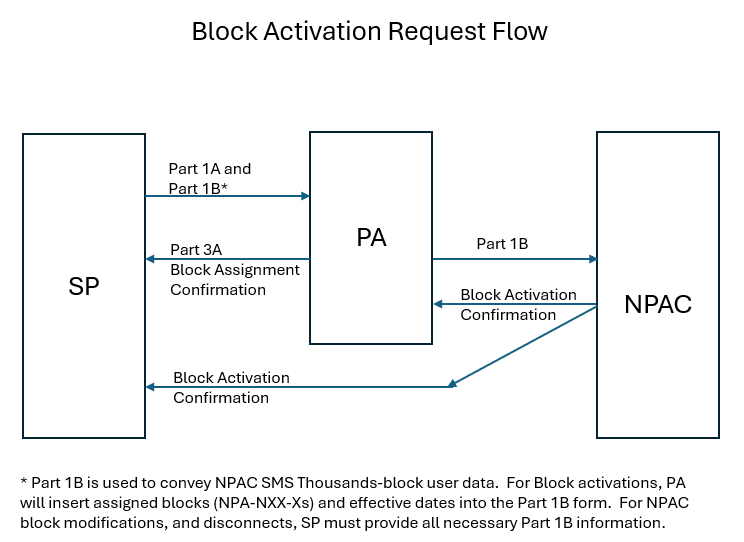 Block Activation Request Flow
Part 1A and
Part 1B*
Part 3A
Block Assignment
Confirmation
SP
PA
Part 1B
Block Activation
Confirmation
NPAC
Block Activation
Confirmation
* Part 1B is used to convey NPAC SMS Thousands-block user data.  For Block activations, PA
will insert assigned blocks (NPA-NXX-Xs) and effective dates into the Part 1B form.  For NPAC
block modifications, and disconnects, SP must provide all necessary Part 1B information.